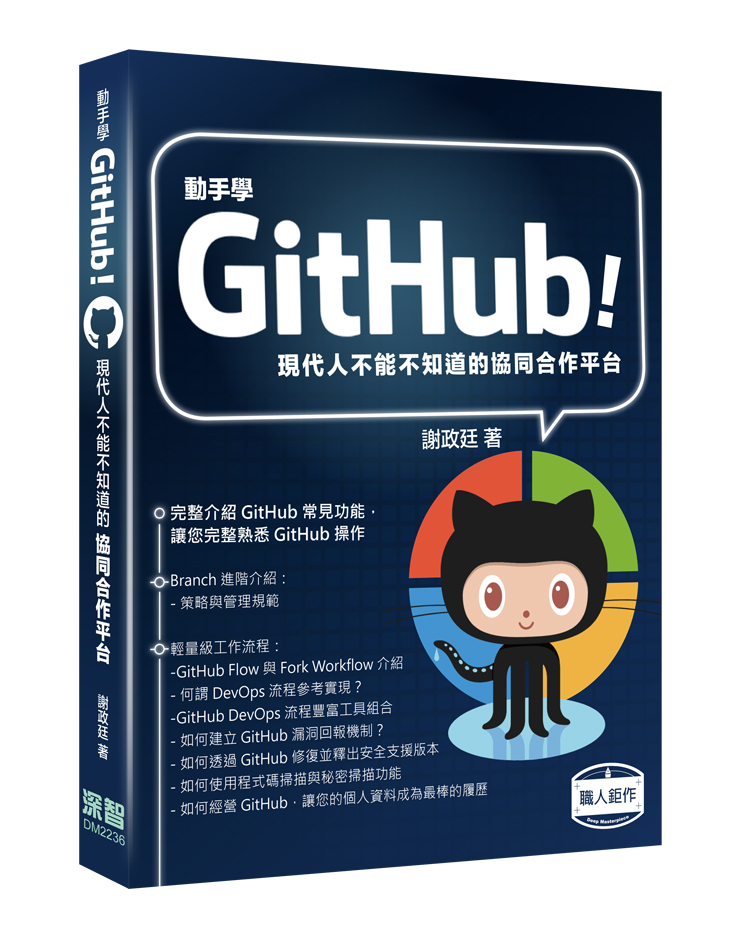 動手學
GitHub!
現代人不能不知道的協同合作平台
謝政廷 著
完整介紹 GitHub 常見功能，
讓您完整熟悉 GitHub 操作
Branch 進階介紹：
- 策略與管理規範
輕量級工作流程：
-GitHub Flow 與 Fork Workflow 介紹
- 何謂 DevOps 流程參考實現？
-GitHub DevOps 流程豐富工具組合
- 如何建立 GitHub 漏洞回報機制？
- 如何透過 GitHub 修復並釋出安全支援版本
- 如何使用程式碼掃描與秘密掃描功能
- 如何經營 GitHub，讓您的個人資料成為最棒的履歷
職人鉅作
Deep Masterpiece
動手學 GitHub! 現代人不能不知道的 協同合作平台
謝政廷 著
深智
DM2236